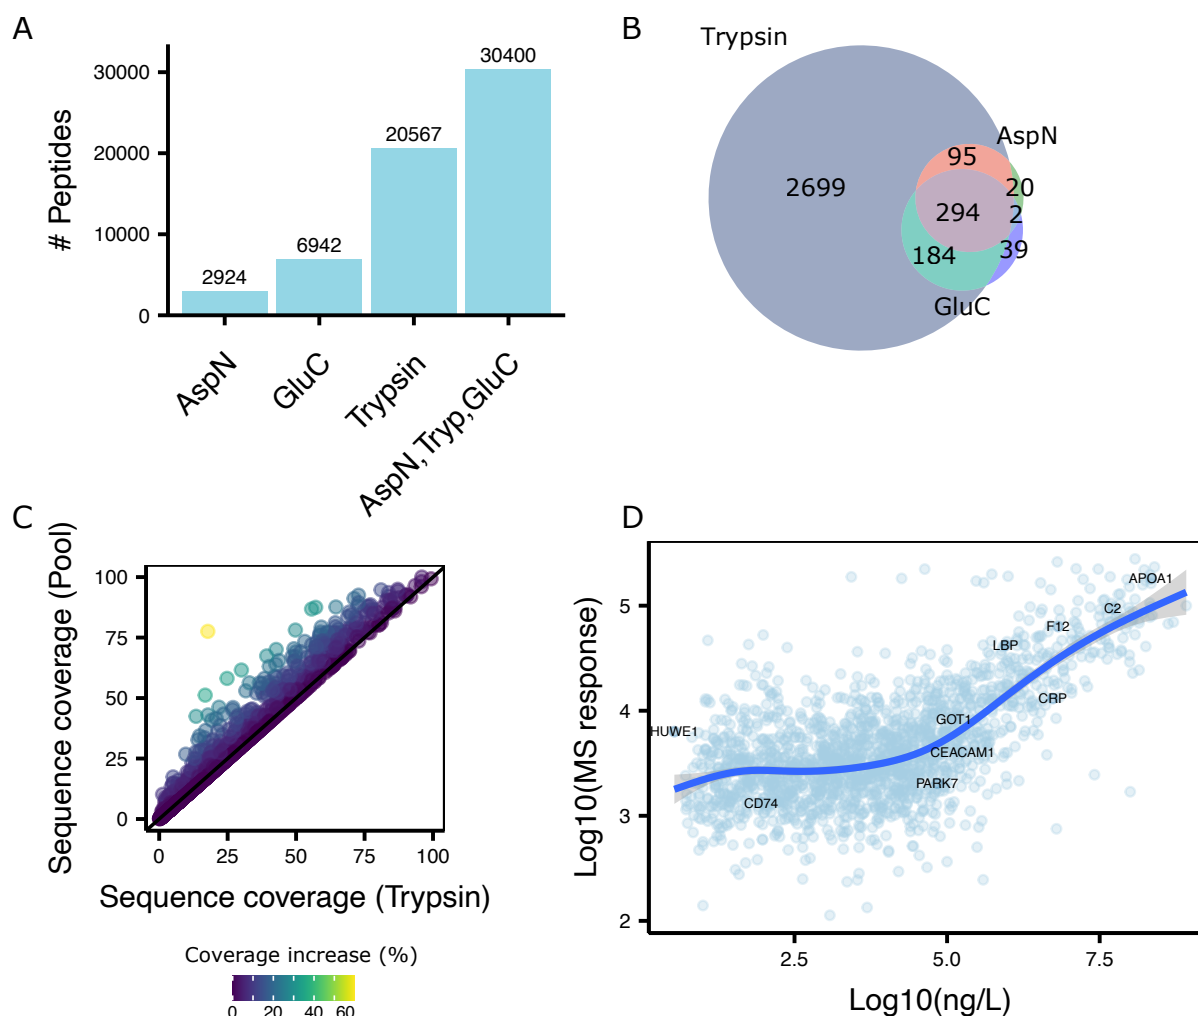 A
# Peptides
30000
20000
10000
0
2924
6942
20567
30400
AspN
GluC
Trypsin
AspN,Tryp,GluC
B
Trypsin
AspN
GluC
2699
95
20
294
2
184
39
C
Sequence coverage (Pool)
100
75
50
25
0
0 25 50 75 100
Sequence coverage (Trypsin)
Coverage increase (%)
0 20 40 60
D
Log10(MS response)
5
4
3
2
APOA1
C2
F12
LBP
CRP
GOT1
HUWE1
CEACAM1
PARK7
CD74
2.5 5.0 7.5
Log10(ng/L)